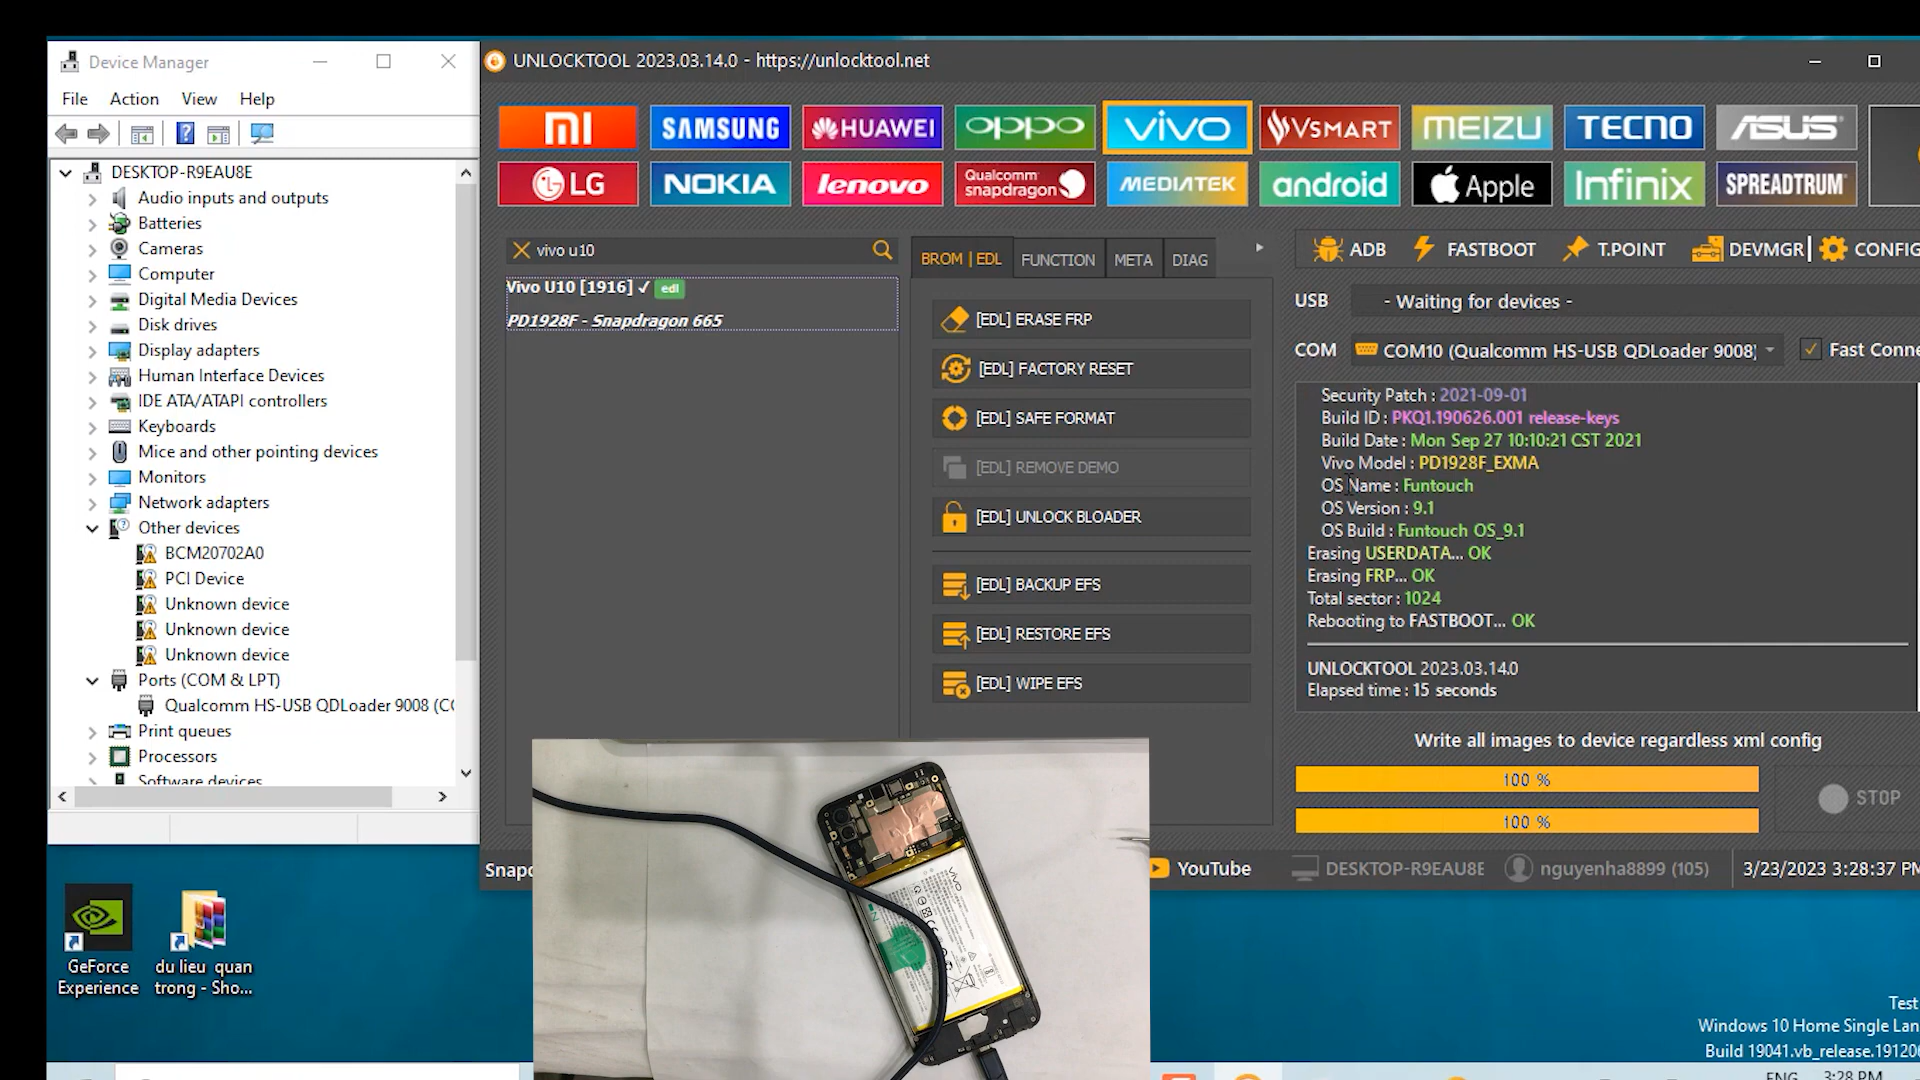 Device Manager
File Action View Help
DESKTOP-R9EAU8E
Audio inputs and outputs
Batteries
Cameras
Computer
Digital Media Devices
Disk drives
Display adapters
Human Interface Devices
IDE ATA/ATAPI controllers
Keyboards
Mice and other pointing devices
Monitors
Network adapters
Other devices
BCM20702A0
PCI Device
Unknown device
Unknown device
Unknown device
Ports (COM & LPT)
Qualcomm HS-USB QDLoader 9008 (CO
Print queues
Processors
Software devices
UNLOCKTOOL 2023.03.14.0 - https://unlocktool.net
MI SAMSUNG HUAWEI oppo vivo VSMART MEIZU TECNO ASUS
LG NOKIA lenovo Qualcomm snapdragon MEDIATEK android Apple Infinix SPREADTRUM
vivo u10
Vivo U10 [1916] ✓ edl
PD1928F - Snapdragon 665
BROM | EDL FUNCTION META DIAG
[EDL] ERASE FRP
[EDL] FACTORY RESET
[EDL] SAFE FORMAT
[EDL] REMOVE DEMO
[EDL] UNLOCK BLOADER
[EDL] BACKUP EFS
[EDL] RESTORE EFS
[EDL] WIPE EFS
ADB FASTBOOT T.POINT DEVMGR CONFIG
USB - Waiting for devices -
COM COM10 (Qualcomm HS-USB QDLoader 9008) Fast Conne
Security Patch : 2021-09-01
Build ID : PKQ1.190626.001 release-keys
Build Date : Mon Sep 27 10:10:21 CST 2021
Vivo Model : PD1928F_EXMA
OS Name : Funtouch
OS Version : 9.1
OS Build : Funtouch OS_9.1
Erasing USERDATA... OK
Erasing FRP... OK
Total sector : 1024
Rebooting to FASTBOOT... OK
UNLOCKTOOL 2023.03.14.0
Elapsed time : 15 seconds
Write all images to device regardless xml config
100 %
100 %
STOP
Snapd
YouTube DESKTOP-R9EAU8E nguyenha8899 (105) 3/23/2023 3:28:37 PM
vivo
GeForce Experience
du lieu quan trong - Sho...
Test
Windows 10 Home Single Lan
Build 19041.vb_release.19120
ENG 3:28 PM